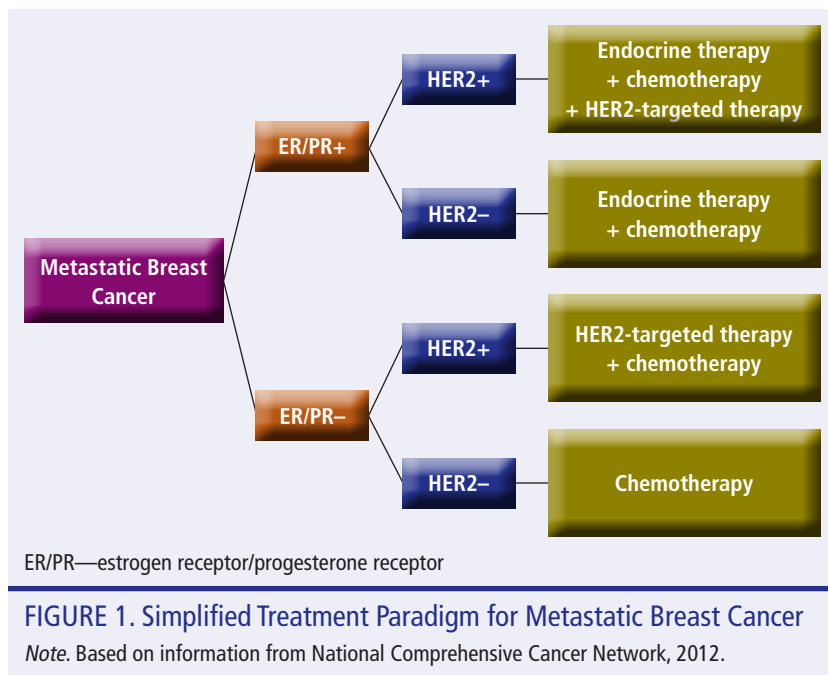 Metastatic Breast
Cancer
ER/PR+
HER2+
Endocrine therapy
+ chemotherapy
+ HER2-targeted therapy
HER2–
Endocrine therapy
+ chemotherapy
ER/PR–
HER2+
HER2-targeted therapy
+ chemotherapy
HER2–
Chemotherapy
ER/PR—estrogen receptor/progesterone receptor
FIGURE 1. Simplified Treatment Paradigm for Metastatic Breast Cancer
Note. Based on information from National Comprehensive Cancer Network, 2012.